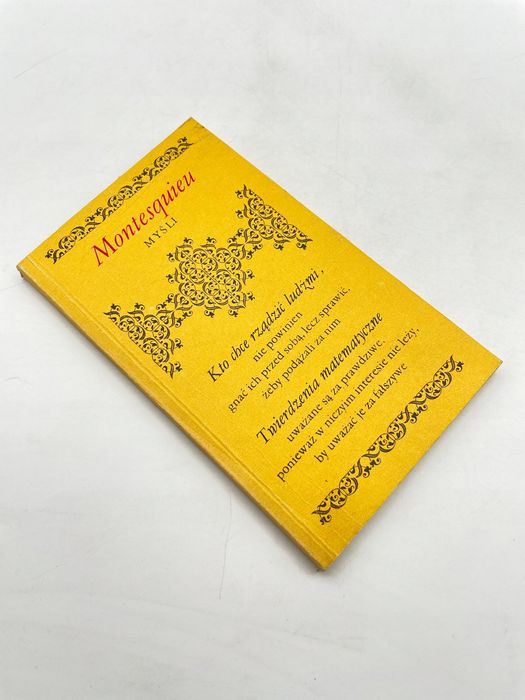 Montesquieu
MYŚLI
Kto chce rządzić ludźmi,
nie powinien
gnać ich przed sobą, lecz sprawić,
żeby podążali za nim
Twierdzenia matematyczne
uważane są za prawdziwe,
ponieważ w niczyim interesie nie leży,
by uważać je za fałszywe